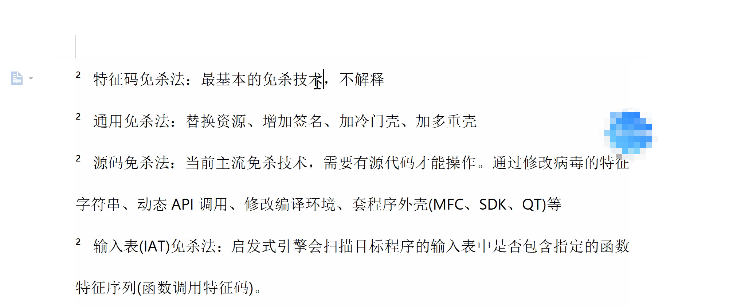 ² 特征码免杀法：最基本的免杀技术，不解释
² 通用免杀法：替换资源、增加签名、加冷门壳、加多重壳
² 源码免杀法：当前主流免杀技术，需要有源代码才能操作。通过修改病毒的特征
字符串、动态 API 调用、修改编译环境、套程序外壳(MFC、SDK、QT)等
² 输入表(IAT)免杀法：启发式引擎会扫描目标程序的输入表中是否包含指定的函数
特征序列(函数调用特征码)。